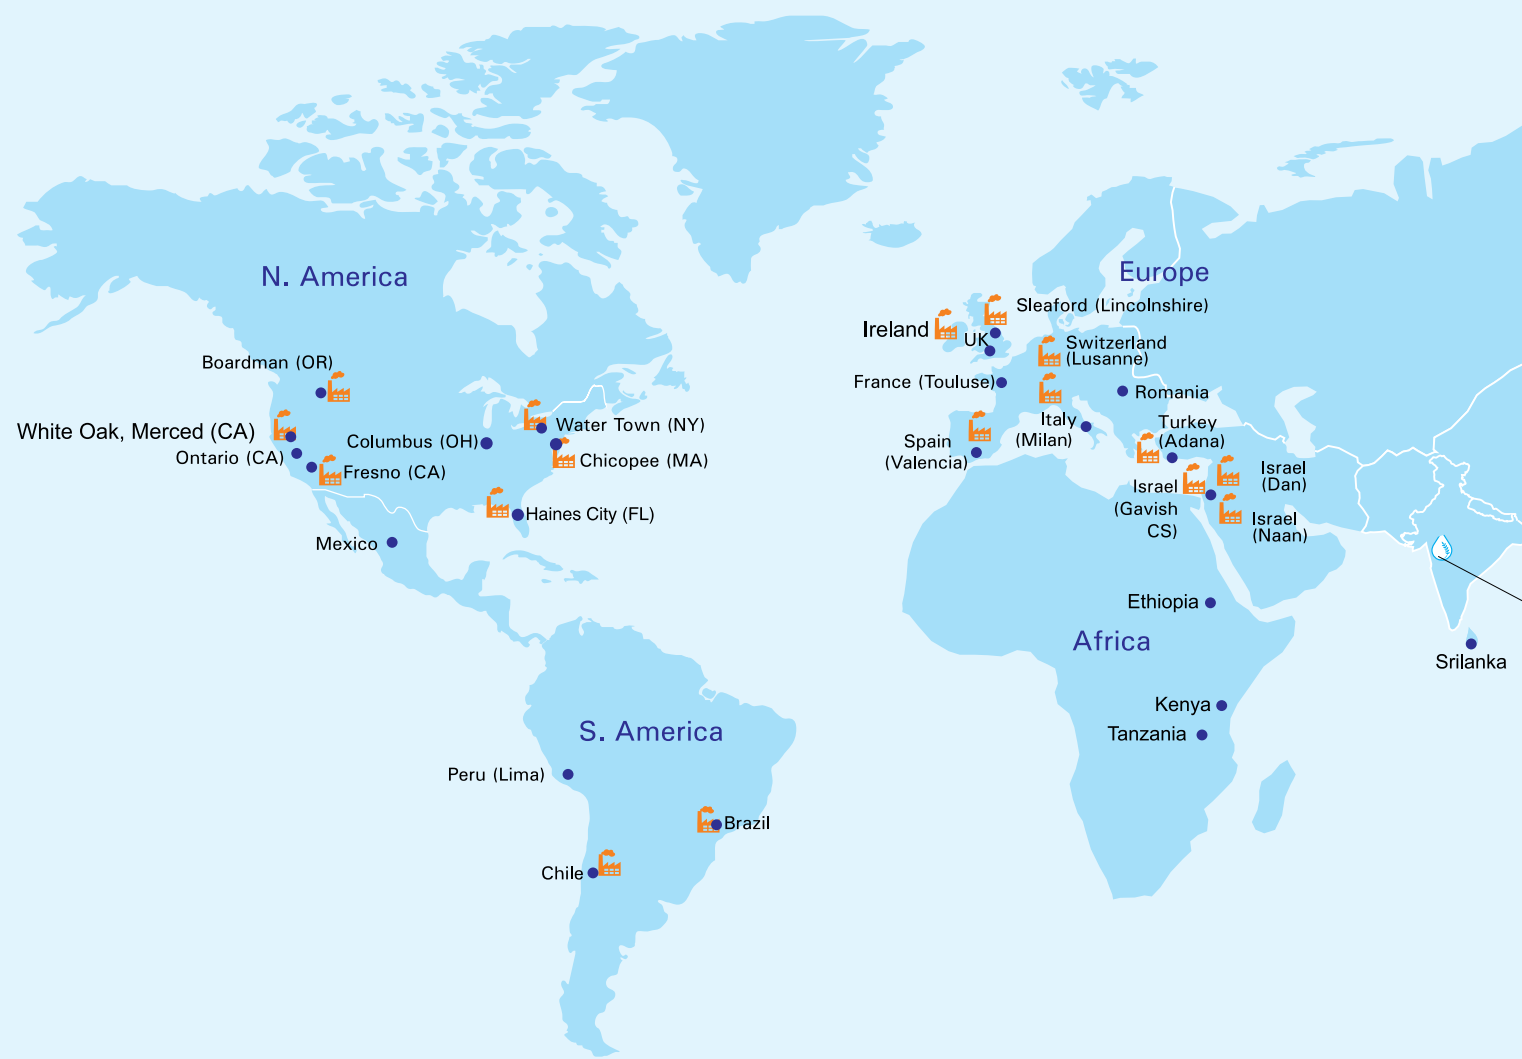 N. America
Europe
Sleaford (Lincolnshire)
Ireland
UK
Switzerland
(Lusanne)
Boardman (OR)
France (Touluse)
Romania
White Oak, Merced (CA)
Water Town (NY)
Italy
(Milan)
Turkey
(Adana)
Columbus (OH)
Spain
(Valencia)
Ontario (CA)
Chicopee (MA)
Fresno (CA)
Israel
(Dan)
Israel
(Gavish
CS)
Haines City (FL)
Israel
(Naan)
Mexico
Ethiopia
Africa
Srilanka
Kenya
Tanzania
S. America
Peru (Lima)
Brazil
Chile